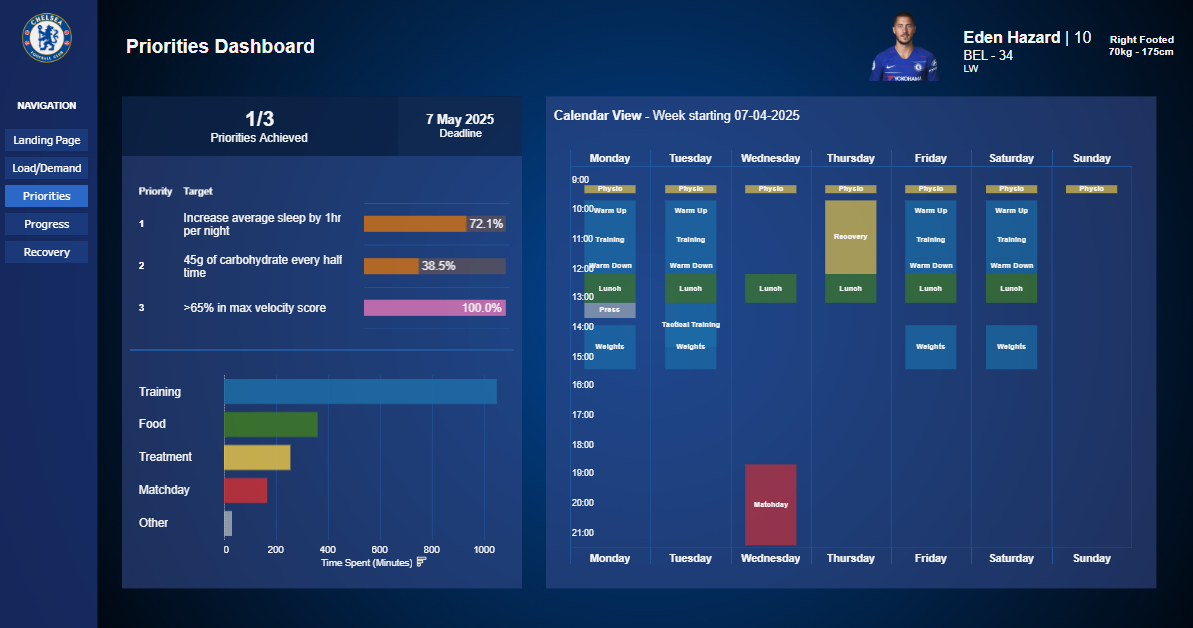 CHELSEA
FOOTBALL CLUB
Priorities Dashboard
Eden Hazard | 10
BEL - 34
LW
Right Footed
70kg - 175cm
YOKOHAMA
NAVIGATION
Landing Page
Load/Demand
Priorities
Progress
Recovery
1/3
Priorities Achieved
7 May 2025
Deadline
Priority Target
1 Increase average sleep by 1hr
per night
72.1%
2 45g of carbohydrate every half
time
38.5%
3 >65% in max velocity score 100.0%
Training
Food
Treatment
Matchday
Other
0 200 400 600 800 1000
Time Spent (Minutes)
Calendar View - Week starting 07-04-2025
Monday Tuesday Wednesday Thursday Friday Saturday Sunday
9:00
Physio Physio Physio Physio Physio Physio Physio
10:00 Warm Up Warm Up Warm Up Warm Up
Recovery
11:00 Training Training Training Training
12:00 Warm Down Warm Down Warm Down Warm Down
Lunch Lunch Lunch Lunch Lunch Lunch
13:00
Press
14:00 Tactical Training
Weights Weights Weights Weights
15:00
16:00
17:00
18:00
19:00
20:00 Matchday
21:00
Monday Tuesday Wednesday Thursday Friday Saturday Sunday